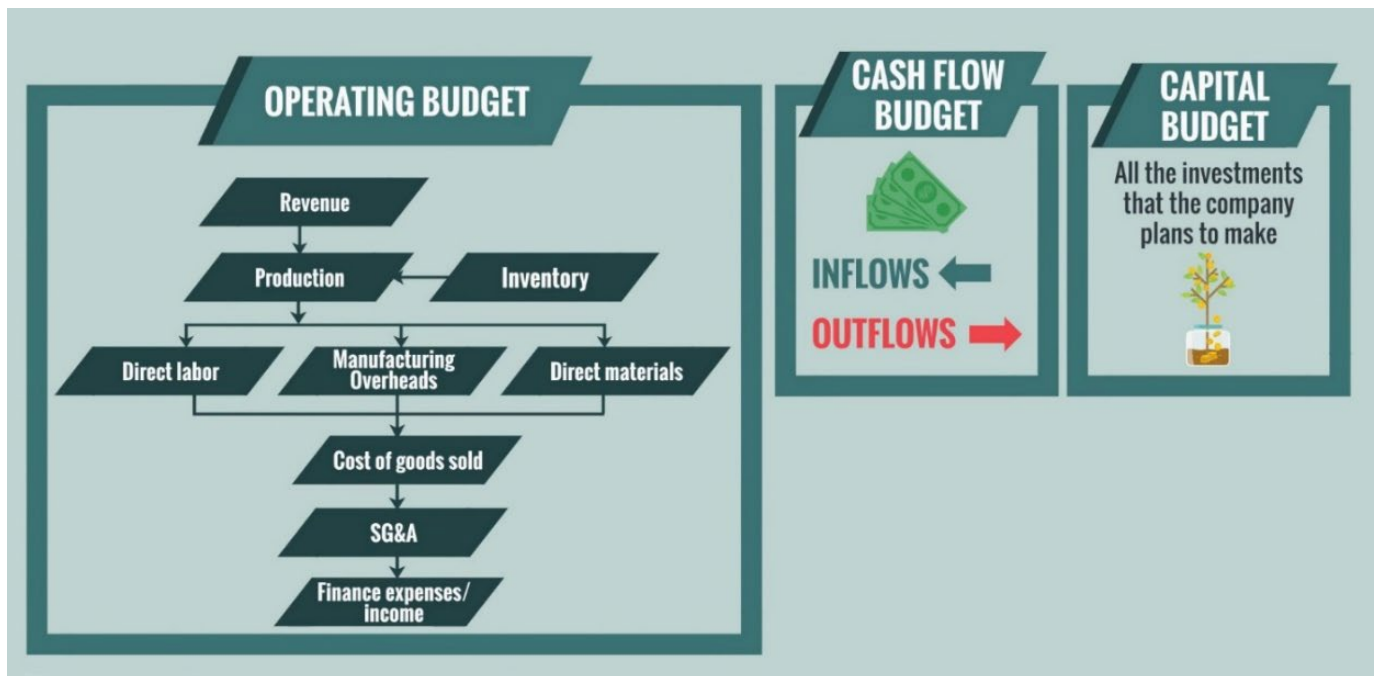 OPERATING BUDGET
Revenue
Production
Inventory
Direct labor
Manufacturing
Overheads
Direct materials
Cost of goods sold
SG&A
Finance expenses/
income
CASH FLOW
BUDGET
INFLOWS
OUTFLOWS
CAPITAL
BUDGET
All the investments
that the company
plans to make